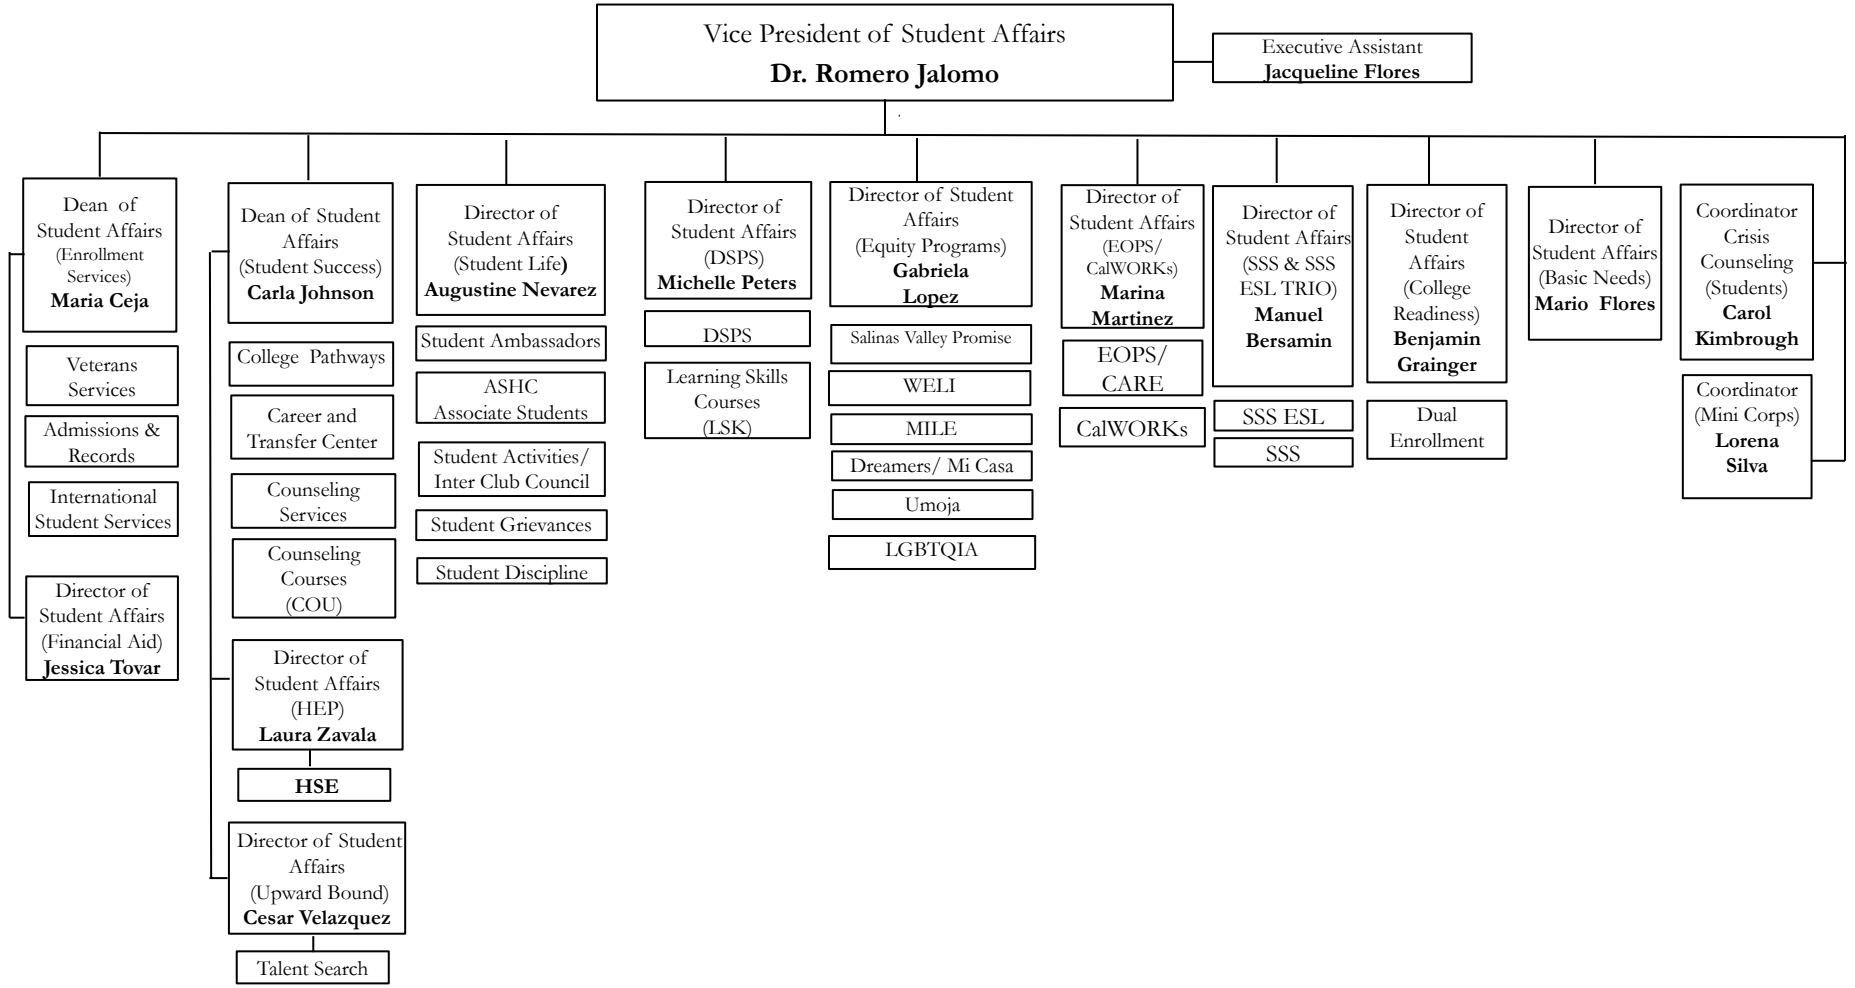 Vice President of Student Affairs
Dr. Romero Jalomo
Executive Assistant
Jacqueline Flores
Dean of
Student Affairs
(Enrollment
Services)
Maria Ceja
Veterans
Services
Admissions &
Records
International
Student Services
Director of
Student Affairs
(Financial Aid)
Jessica Tovar
Dean of Student
Affairs
(Student Success)
Carla Johnson
College Pathways
Career and
Transfer Center
Counseling
Services
Counseling
Courses
(COU)
Director of
Student Affairs
(HEP)
Laura Zavala
HSE
Director of Student
Affairs
(Upward Bound)
Cesar Velazquez
Talent Search
Director of
Student Affairs
(Student Life)
Augustine Nevarez
Student Ambassadors
ASHC
Associate Students
Student Activities/
Inter Club Council
Student Grievances
Student Discipline
Director of
Student Affairs
(DSPS)
Michelle Peters
DSPS
Learning Skills
Courses
(LSK)
Director of Student
Affairs
(Equity Programs)
Gabriela
Lopez
Salinas Valley Promise
WELI
MILE
Dreamers/ Mi Casa
Umoja
LGBTQIA
Director of
Student Affairs
(EOPS/
CalWORKs)
Marina
Martinez
EOPS/
CARE
CalWORKs
Director of
Student Affairs
(SSS & SSS
ESL TRIO)
Manuel
Bersamin
SSS ESL
SSS
Director of
Student
Affairs
(College
Readiness)
Benjamin
Grainger
Dual
Enrollment
Director of
Student Affairs
(Basic Needs)
Mario Flores
Coordinator
Crisis
Counseling
(Students)
Carol
Kimbrough
Coordinator
(Mini Corps)
Lorena
Silva